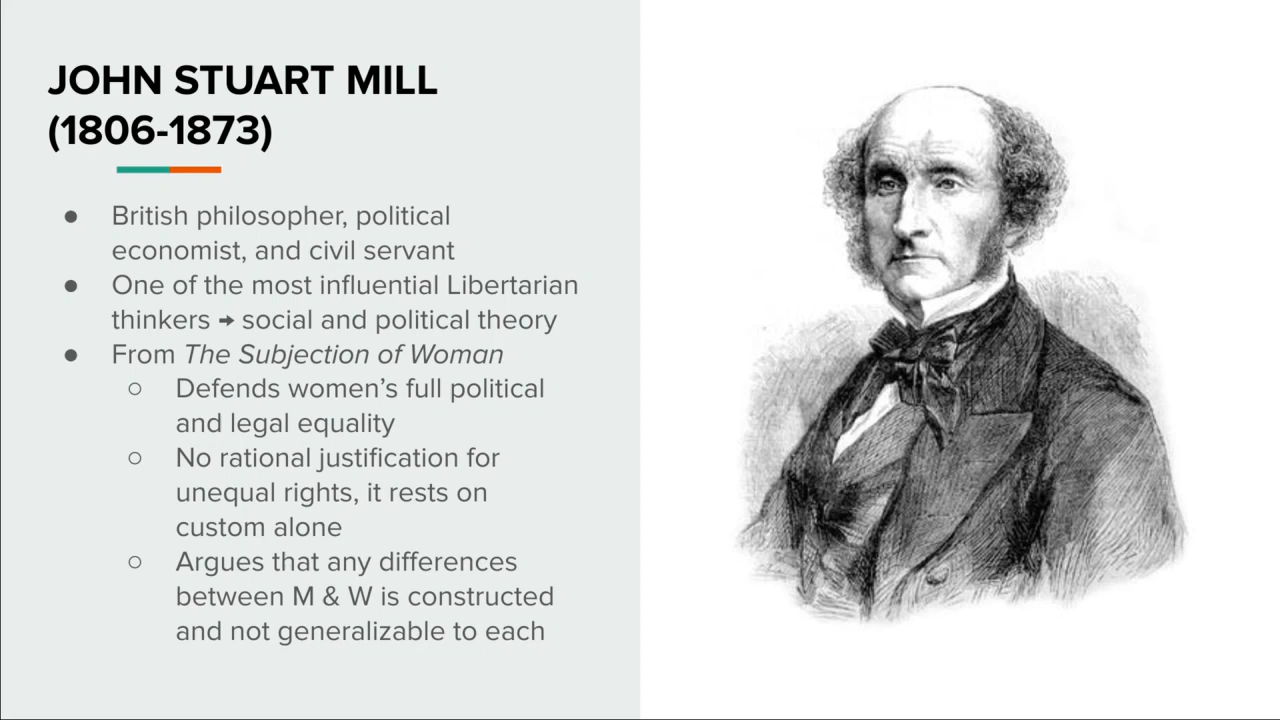 JOHN STUART MILL
(1806-1873)
● British philosopher, political
economist, and civil servant
● One of the most influential Libertarian
thinkers → social and political theory
● From The Subjection of Woman
○ Defends women’s full political
and legal equality
○ No rational justification for
unequal rights, it rests on
custom alone
○ Argues that any differences
between M & W is constructed
and not generalizable to each